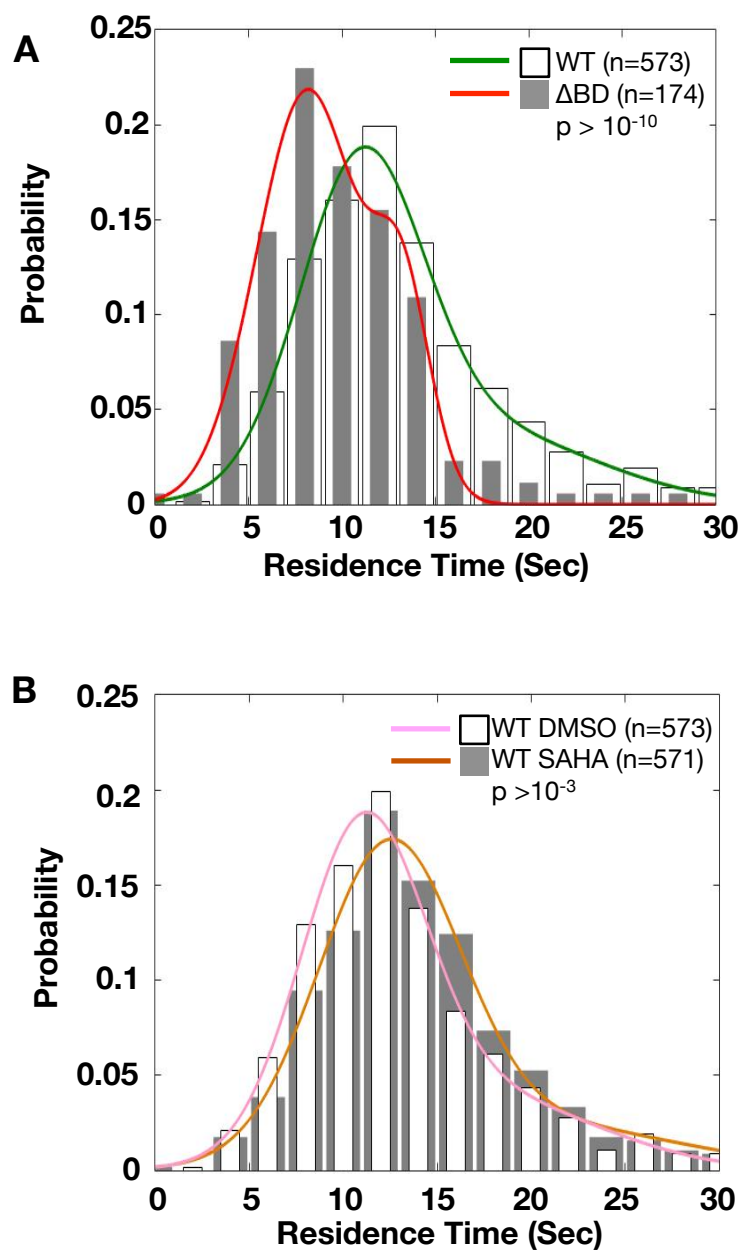 A
0.25
0.2
0.15
0.1
0.05
0
Probability
WT (n=573)
ΔBD (n=174)
p > 10⁻¹⁰
0 5 10 15 20 25 30
Residence Time (Sec)
B
0.25
0.2
0.15
0.1
0.05
0
Probability
WT DMSO (n=573)
WT SAHA (n=571)
p >10⁻³
0 5 10 15 20 25 30
Residence Time (Sec)